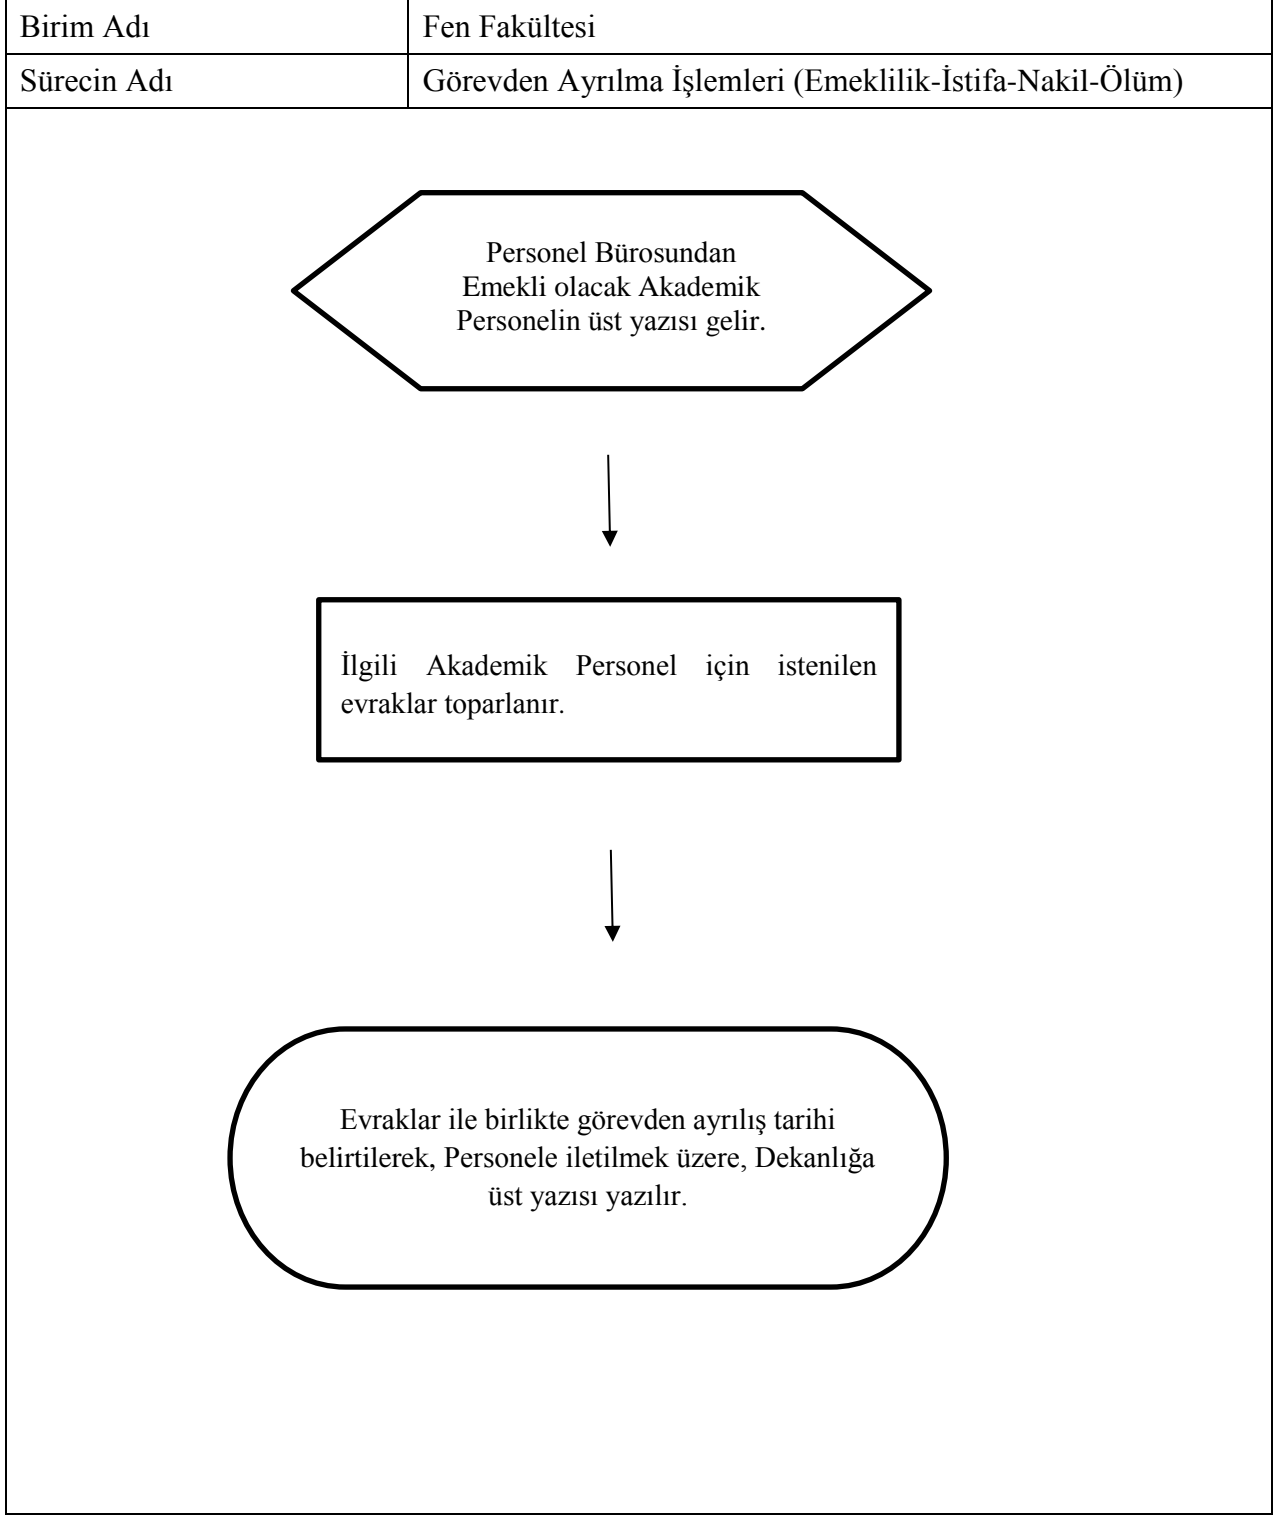 Birim Adı Fen Fakültesi
Sürecin Adı Görevden Ayrılma İşlemleri (Emeklilik-İstifa-Nakil-Ölüm)
Personel Bürosundan
Emekli olacak Akademik
Personelin üst yazısı gelir.
İlgili Akademik Personel için istenilen
evraklar toparlanır.
Evraklar ile birlikte görevden ayrılış tarihi
belirtilerek, Personele iletilmek üzere, Dekanlığa
üst yazısı yazılır.